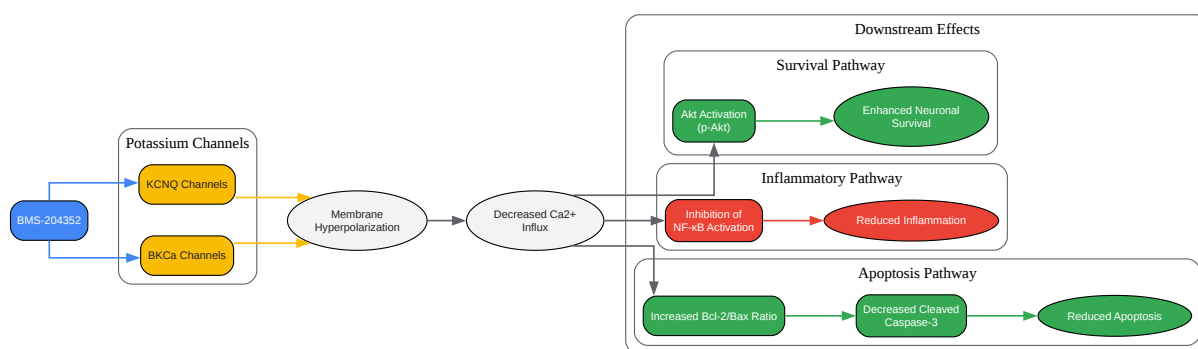 Downstream Effects
Survival Pathway
Akt Activation
(p-Akt)
Enhanced Neuronal
Survival
Potassium Channels
KCNQ Channels
BMS-204352
BKCa Channels
Membrane
Hyperpolarization
Decreased Ca2+
Influx
Inflammatory Pathway
Inhibition of
NF-κB Activation
Reduced Inflammation
Apoptosis Pathway
Increased Bcl-2/Bax Ratio
Decreased Cleaved
Caspase-3
Reduced Apoptosis